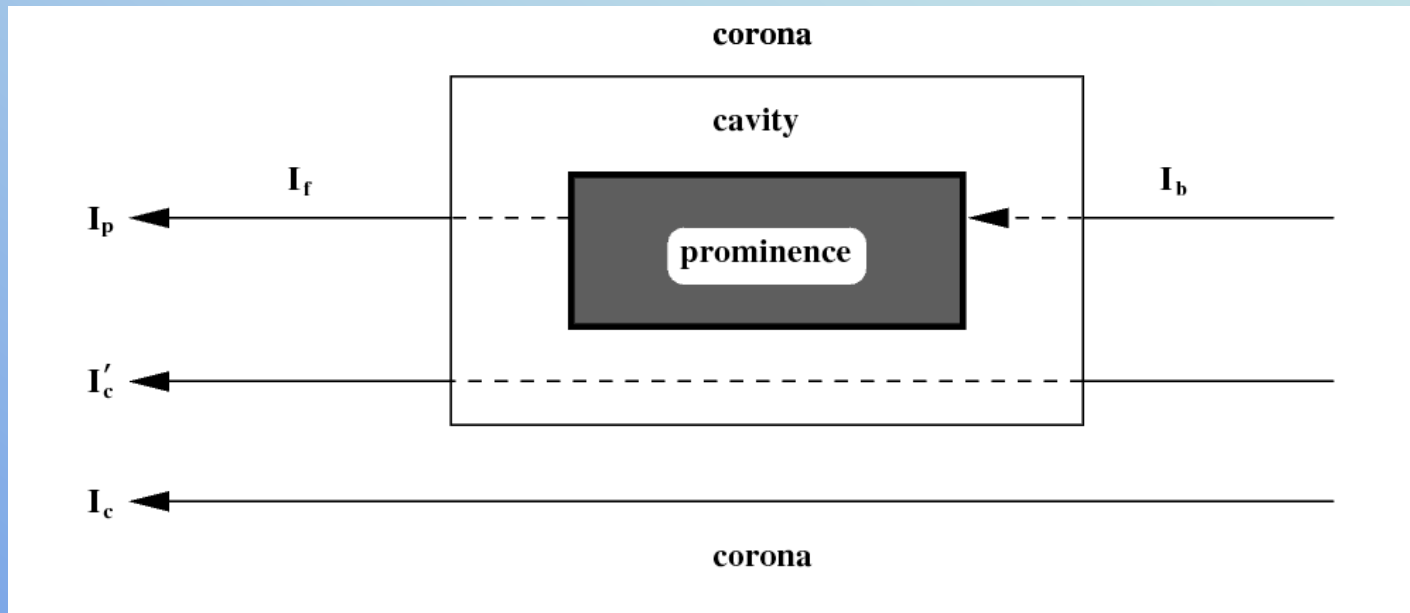 corona
cavity
I_f I_b
I_p
prominence
I'_c
I_c
corona